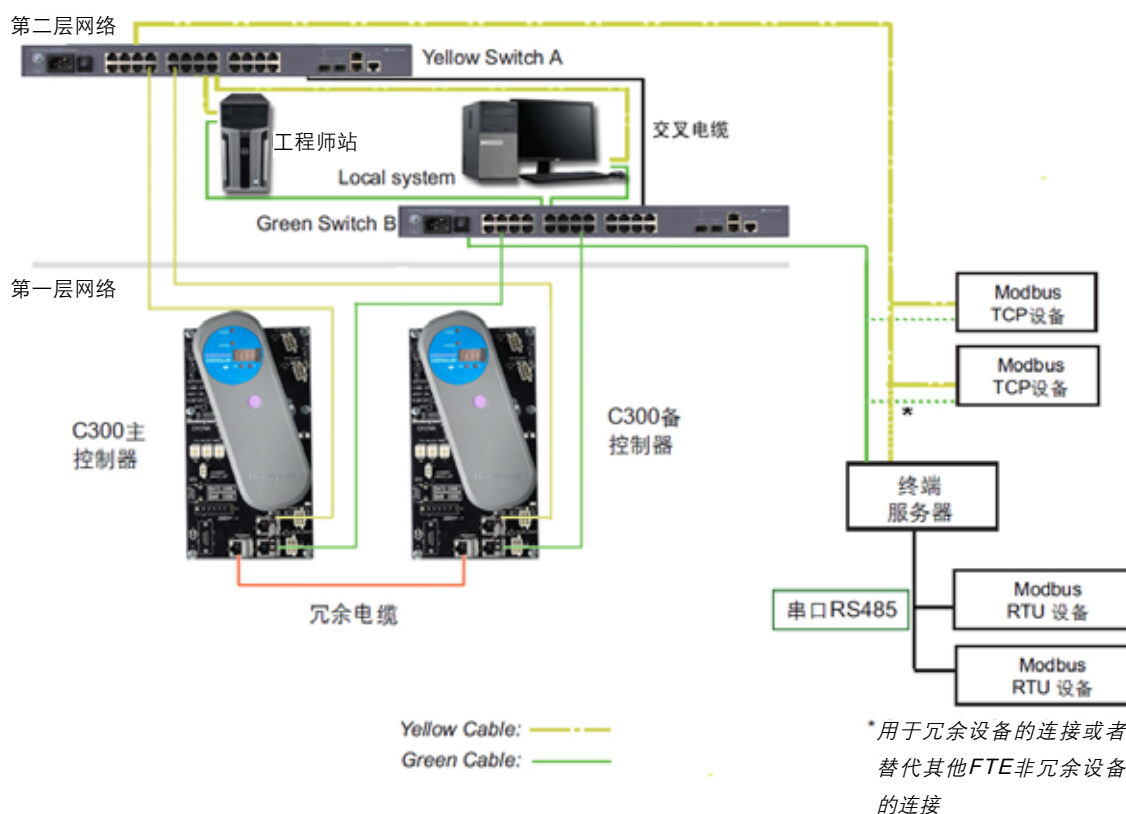 第二层网络
Yellow Switch A
工程师站
交叉电缆
Local system
Green Switch B
第一层网络
Modbus
TCP设备
Modbus
TCP设备
*
C300主
控制器
C300备
控制器
终端
服务器
串口RS485
Modbus
RTU 设备
Modbus
RTU 设备
冗余电缆
Yellow Cable:
Green Cable:
*用于冗余设备的连接或者
替代其他FTE非冗余设备
的连接